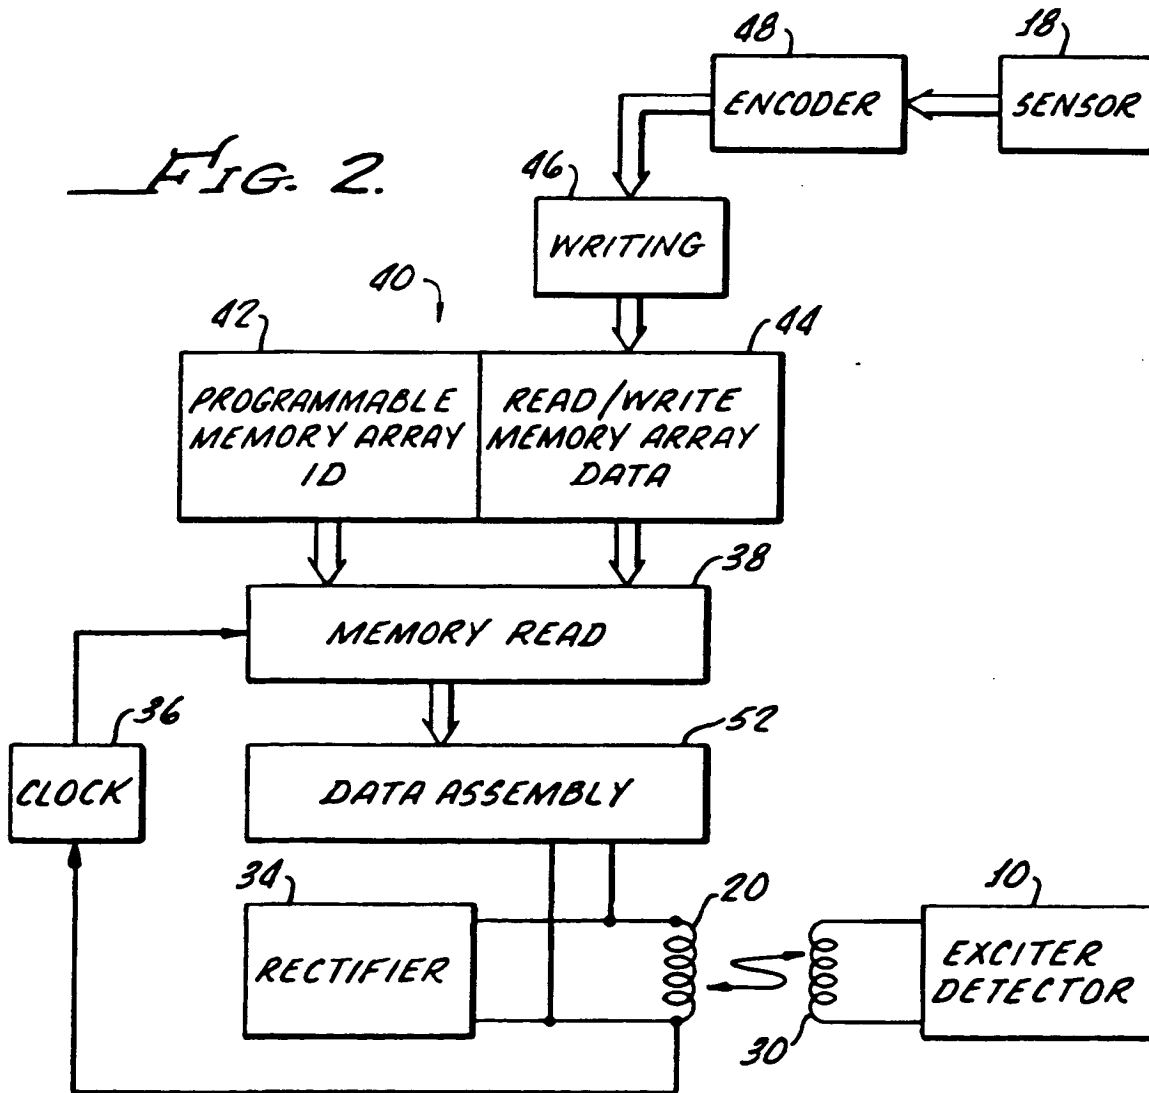 48
18
ENCODER
SENSOR
FIG. 2.
46
WRITING
40
42
44
PROGRAMMABLE
MEMORY ARRAY
ID
READ/WRITE
MEMORY ARRAY
DATA
38
MEMORY READ
36
52
CLOCK
DATA ASSEMBLY
34
20
10
RECTIFIER
EXCITER
DETECTOR
30